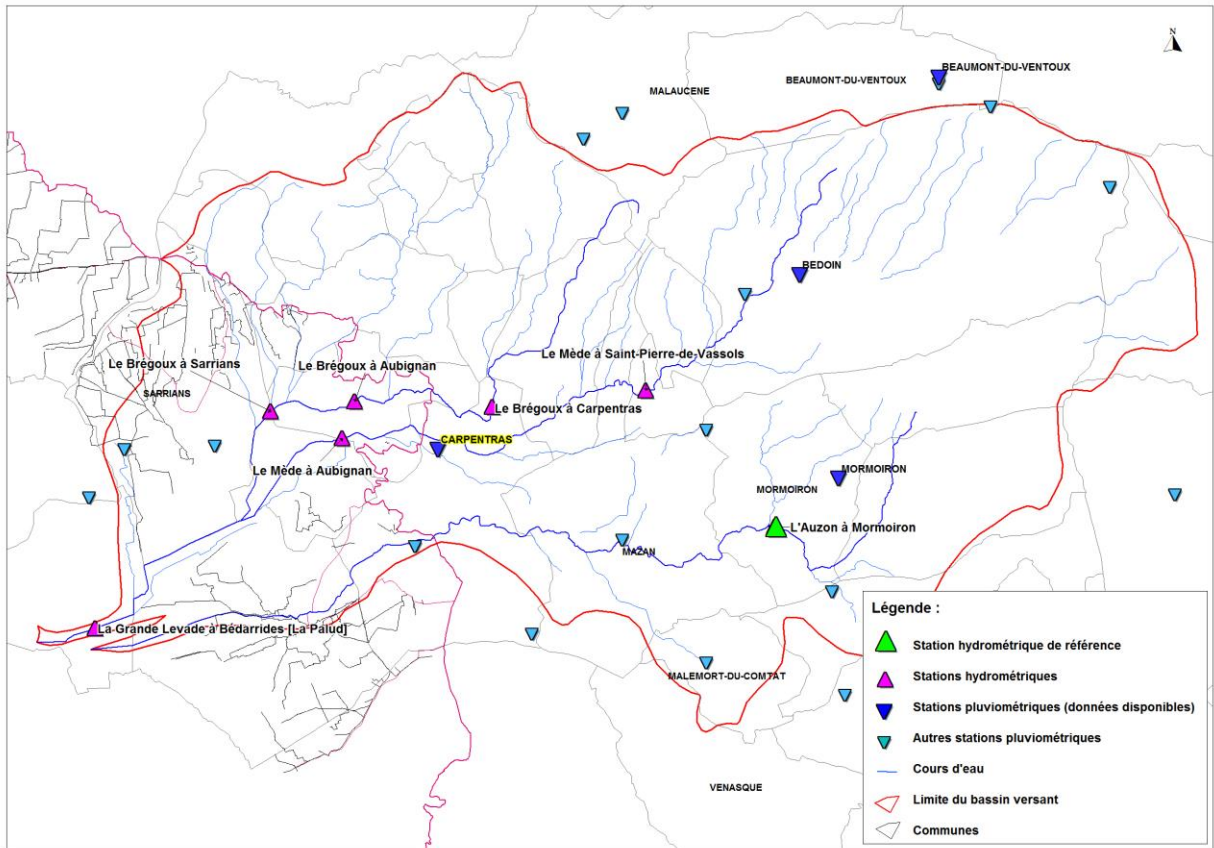 N
BEAUMONT-DU-VENTOUX
BEAUMONT-DU-VENTOUX
MALAUCENE
BEDOIN
Le Mède à Saint-Pierre-de-Vassols
Le Brégoux à Sarrians
Le Brégoux à Aubignan
SARRIANS
Le Brégoux à Carpentras
CARPENTRAS
Le Mède à Aubignan
MORMOIRON
MORMOIRON
L'Auzon à Mormoiron
MAZAN
La Grande Levade à Bédarrides [La Palud]
MALEMORT-DU-COMTAT
VENASQUE
Légende :
Station hydrométrique de référence
Stations hydrométriques
Stations pluviométriques (données disponibles)
Autres stations pluviométriques
Cours d'eau
Limite du bassin versant
Communes